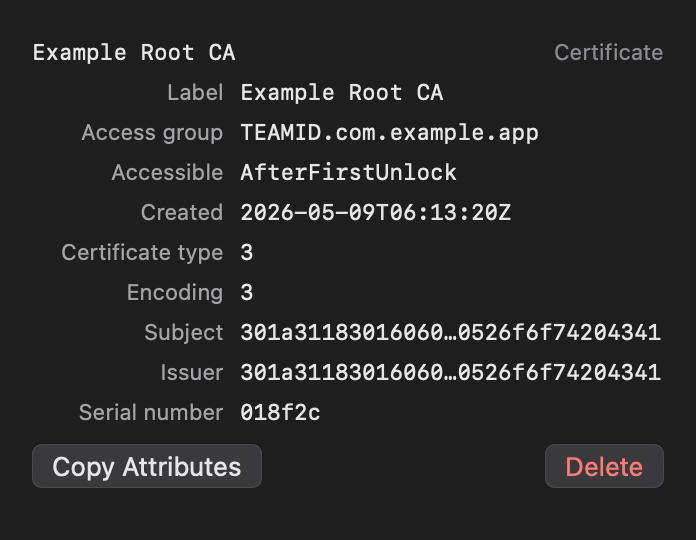 Example Root CA Certificate
Label Example Root CA
Access group TEAMID.com.example.app
Accessible AfterFirstUnlock
Created 2026-05-09T06:13:20Z
Certificate type 3
Encoding 3
Subject 301a31183016060…0526f6f74204341
Issuer 301a31183016060…0526f6f74204341
Serial number 018f2c
Copy Attributes Delete